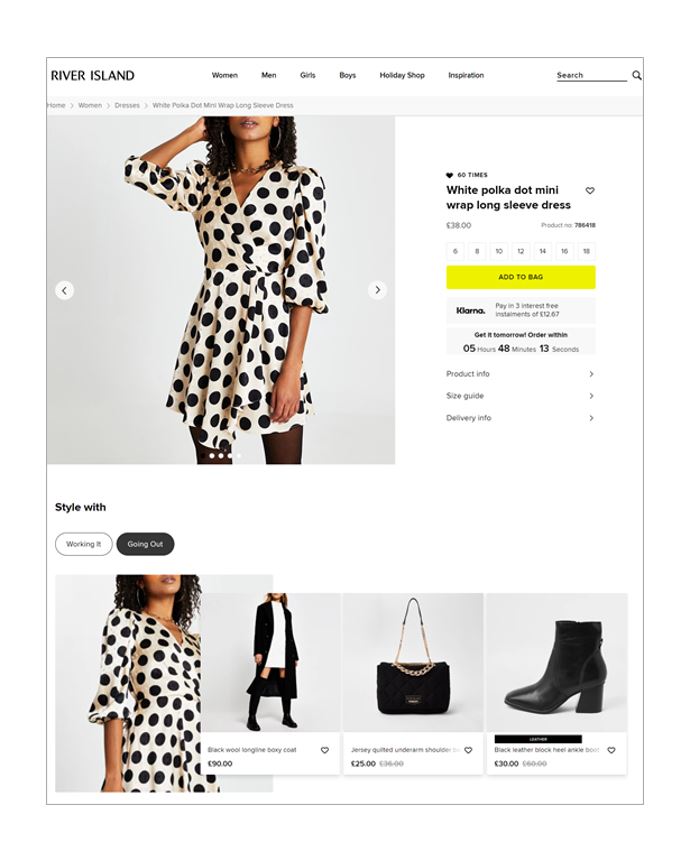 RIVER ISLAND
Women Men Girls Boys Holiday Shop Inspiration
Search
Home > Women > Dresses > White Polka Dot Mini Wrap Long Sleeve Dress
60 TIMES
White polka dot mini
wrap long sleeve dress
£38.00 Product no: 786418
6 8 10 12 14 16 18
ADD TO BAG
Klarna. Pay in 3 interest free
instalments of £12.67
Get it tomorrow! Order within
05 Hours 48 Minutes 13 Seconds
Product info
Size guide
Delivery info
Style with
Working It Going Out
LEATHER
Black wool longline boxy coat
£90.00
Jersey quilted underarm shoulder
£25.00 £36.00
Black leather block heel ankle
£30.00 £60.00